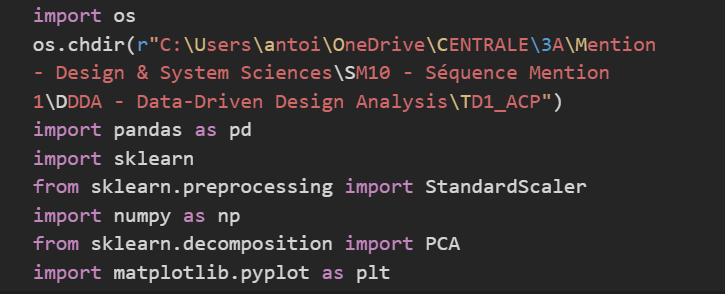 import os
os.chdir(r"C:\Users\antoi\OneDrive\CENTRALE\3A\Mention
- Design & System Sciences\SM10 - Séquence Mention
1\DDDA - Data-Driven Design Analysis\TD1_ACP")
import pandas as pd
import sklearn
from sklearn.preprocessing import StandardScaler
import numpy as np
from sklearn.decomposition import PCA
import matplotlib.pyplot as plt